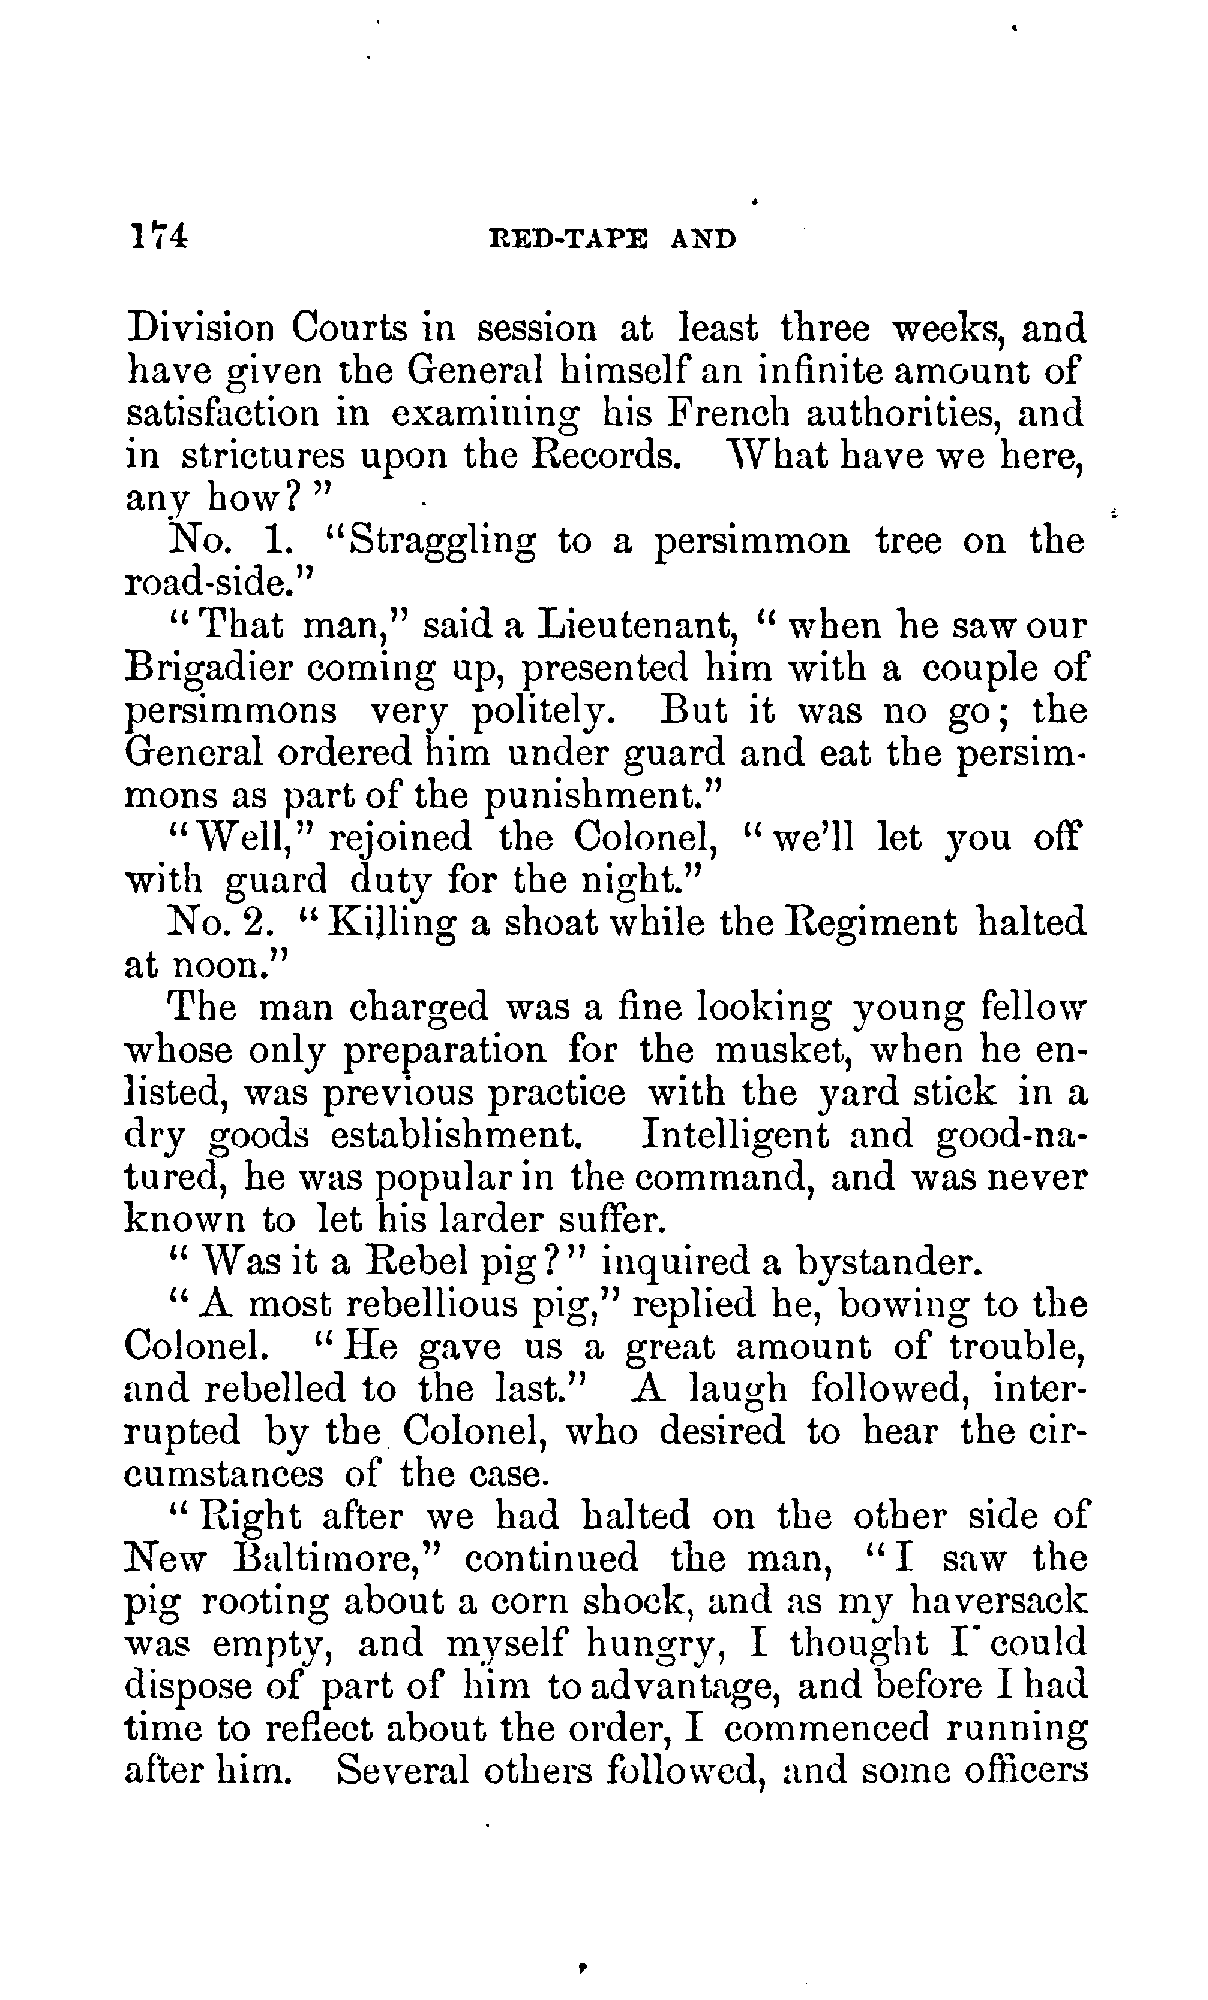 174 RED-TAPE AND
Division Courts in session at least three weeks, and
have given the General himself an infinite amount of
satisfaction in examining his French authorities, and
in strictures upon the Records. What have we here,
any how?"
No. 1. "Straggling to a persimmon tree on the
road-side."
"That man," said a Lieutenant, "when he saw our
Brigadier coming up, presented him with a couple of
persimmons very politely. But it was no go; the
General ordered him under guard and eat the persim-
mons as part of the punishment."
"Well," rejoined the Colonel, "we'll let you off
with guard duty for the night."
No. 2. "Killing a shoat while the Regiment halted
at noon."
The man charged was a fine looking young fellow
whose only preparation for the musket, when he en-
listed, was previous practice with the yard stick in a
dry goods establishment. Intelligent and good-na-
tured, he was popular in the command, and was never
known to let his larder suffer.
"Was it a Rebel pig?" inquired a bystander.
"A most rebellious pig," replied he, bowing to the
Colonel. "He gave us a great amount of trouble,
and rebelled to the last." A laugh followed, inter-
rupted by the Colonel, who desired to hear the cir-
cumstances of the case.
"Right after we had halted on the other side of
New Baltimore," continued the man, "I saw the
pig rooting about a corn shock, and as my haversack
was empty, and myself hungry, I thought I could
dispose of part of him to advantage, and before I had
time to reflect about the order, I commenced running
after him. Several others followed, and some officers